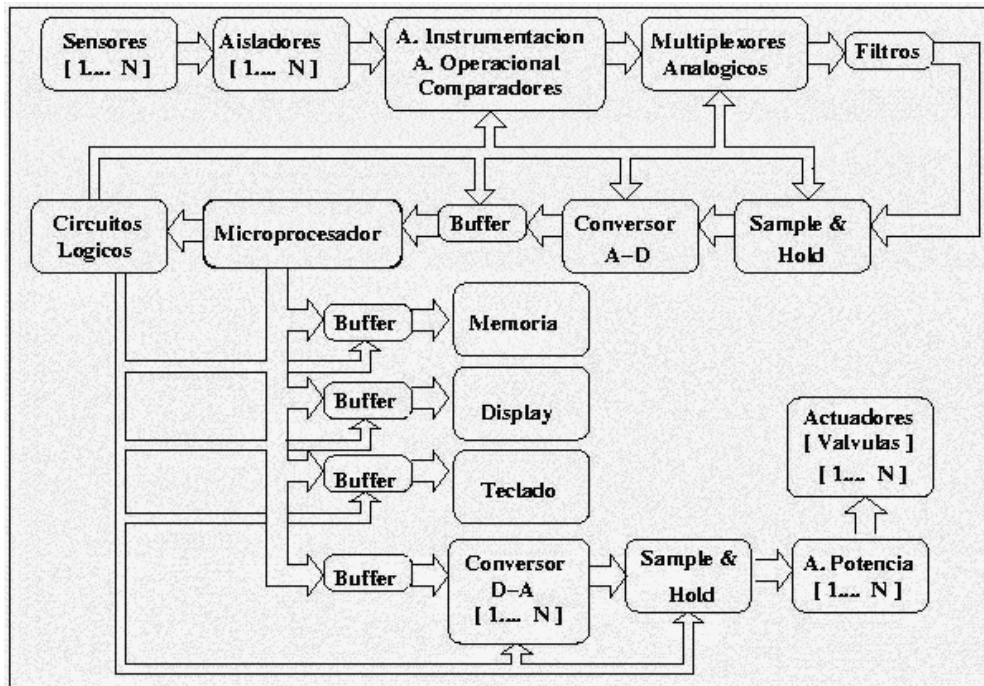 Sensores
[ 1.... N ]
Aisladores
[ 1.... N ]
A. Instrumentacion
A. Operacional
Comparadores
Multiplexores
Analogicos
Filtros
Circuitos
Logicos
Microprocesador
Buffer
Conversor
A-D
Sample &
Hold
Buffer
Memoria
Buffer
Display
Buffer
Teclado
Buffer
Conversor
D-A
[ 1.... N ]
Sample &
Hold
A. Potencia
[ 1.... N ]
Actuadores
[ Valvulas ]
[ 1.... N ]